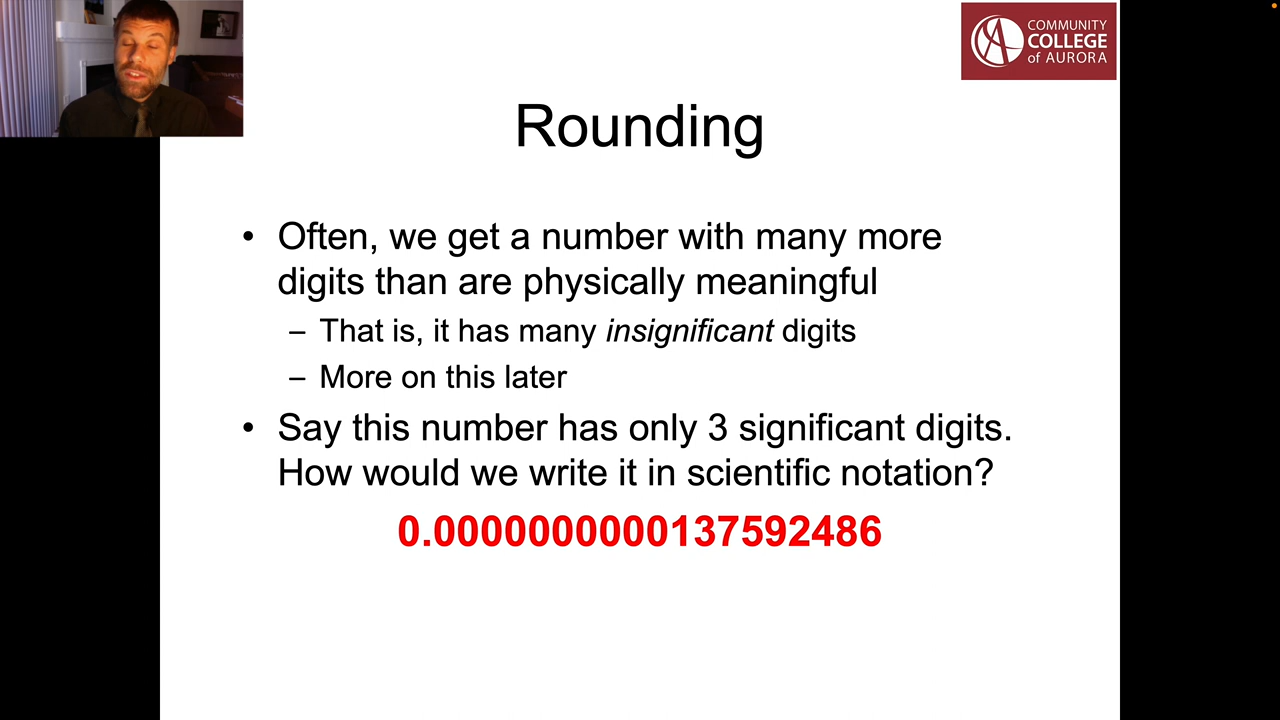 COMMUNITY
COLLEGE
of AURORA
Rounding
• Often, we get a number with many more
digits than are physically meaningful
– That is, it has many insignificant digits
– More on this later
• Say this number has only 3 significant digits.
How would we write it in scientific notation?
0.0000000000137592486